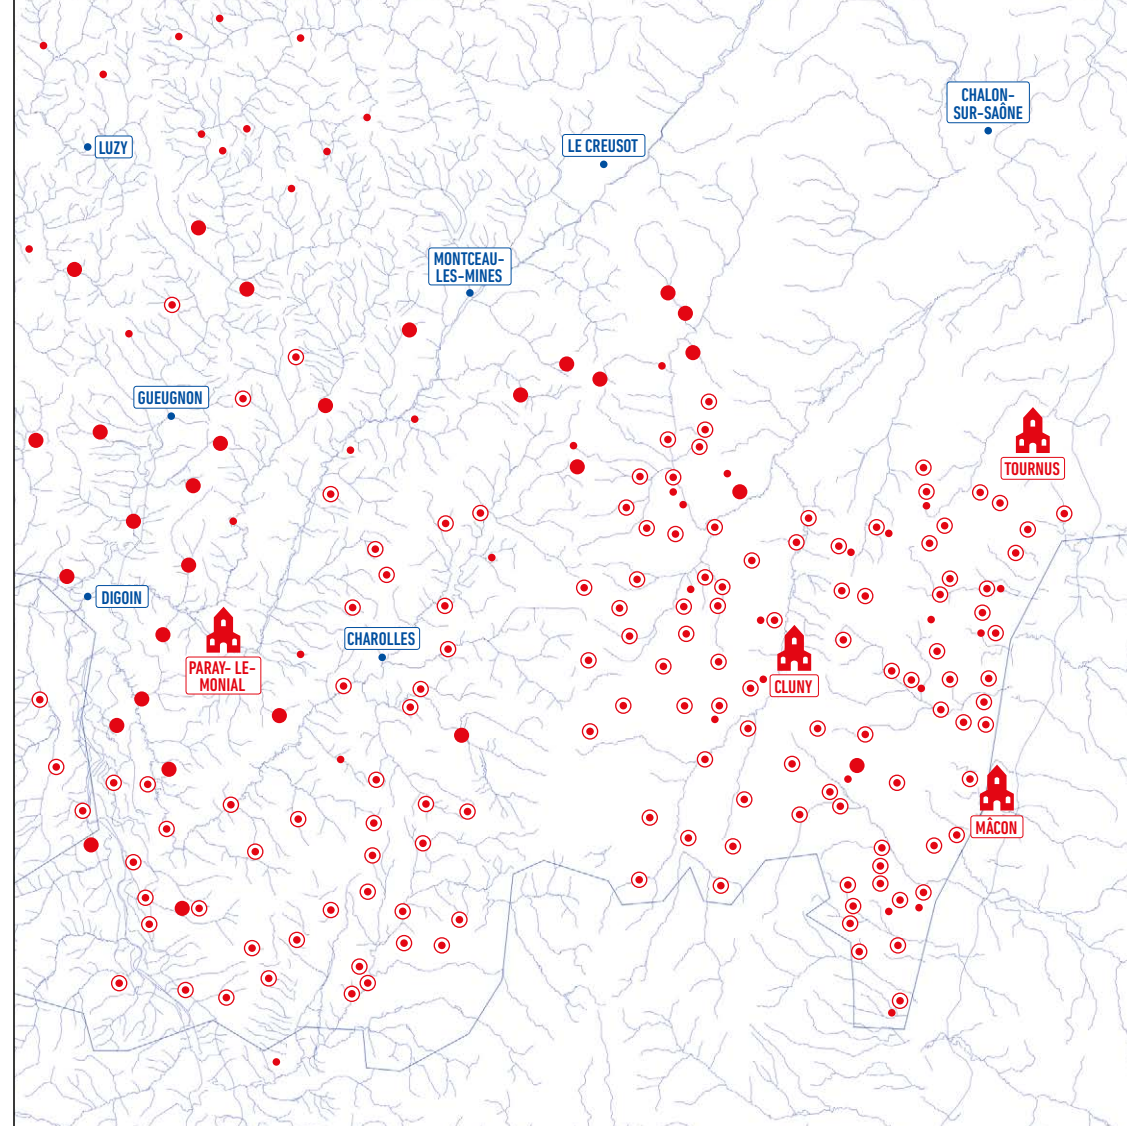 CHALON-
SUR-SAÔNE
LUZY
LE CREUSOT
MONTCEAU-
LES-MINES
GUEUGNON
TOURNUS
DIGOIN
CHAROLLES
PARAY- LE-
MONIAL
CLUNY
MÂCON